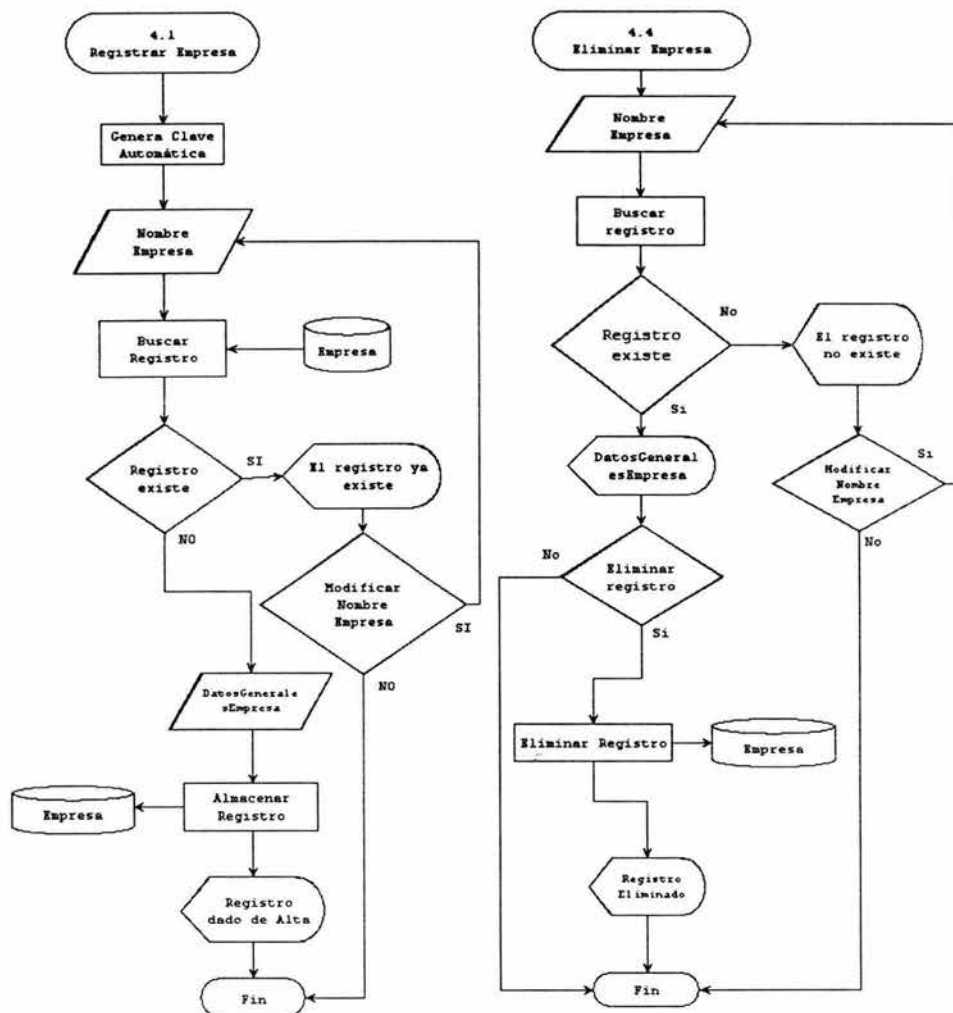 4.1
Registrar Empresa
Genera Clave
Automática
Nombre
Empresa
Buscar
Registro
Empresa
Registro
existe
SI
El registro ya
existe
NO
Modificar
Nombre
Empresa
SI
NO
DatosGenerale
sEmpresa
Almacenar
Registro
Empresa
Registro
dado de Alta
Fin
4.4
Eliminar Empresa
Nombre
Empresa
Buscar
registro
Registro
existe
No
El registro
no existe
Si
DatosGeneral
esEmpresa
Modificar
Nombre
Empresa
Si
No
Eliminar
registro
No
Si
Eliminar Registro
Empresa
Registro
Eliminado
Fin